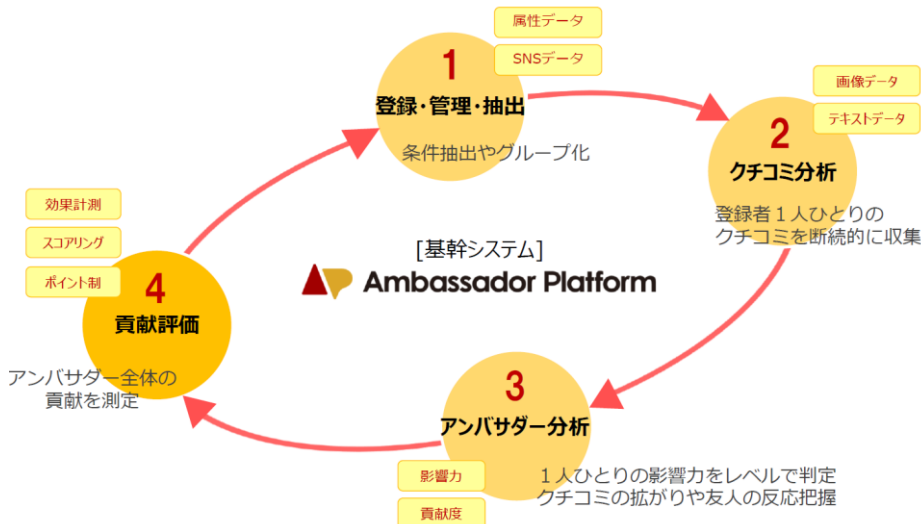 属性データ
SNSデータ
1
登録・管理・抽出
条件抽出やグループ化
画像データ
テキストデータ
2
クチコミ分析
登録者１人ひとりの
クチコミを断続的に収集
[基幹システム]
Ambassador Platform
3
アンバサダー分析
影響力
貢献度
１人ひとりの影響力をレベルで判定
クチコミの拡がりや友人の反応把握
効果計測
スコアリング
ポイント制
4
貢献評価
アンバサダー全体の
貢献を測定